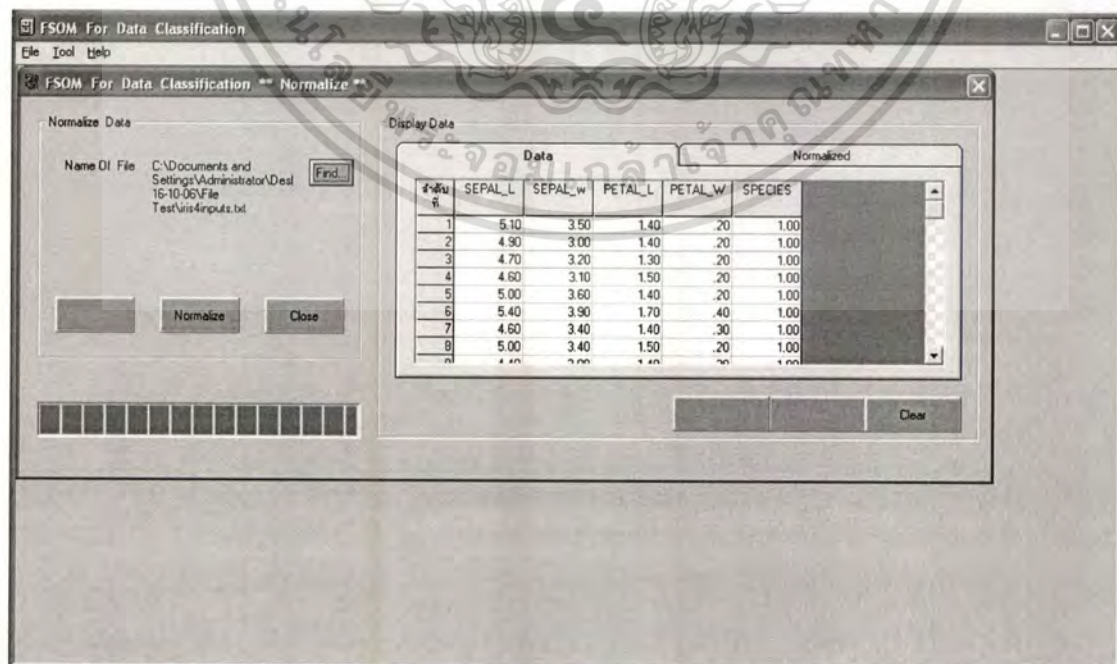 FSOM For Data Classification
File Tool Help
FSOM For Data Classification ** Normalize **
Normalize Data
Name Of File C:\Documents and
Settings\Administrator\Desl
16-10-06\File
Test\iris4inputs.txt
Find...
Normalize
Close
Display Data
Data
Normalized
ลำดับที่ SEPAL_L SEPAL_w PETAL_L PETAL_W SPECIES
1 5.10 3.50 1.40 .20 1.00
2 4.90 3.00 1.40 .20 1.00
3 4.70 3.20 1.30 .20 1.00
4 4.60 3.10 1.50 .20 1.00
5 5.00 3.60 1.40 .20 1.00
6 5.40 3.90 1.70 .40 1.00
7 4.60 3.40 1.40 .30 1.00
8 5.00 3.40 1.50 .20 1.00
Clear